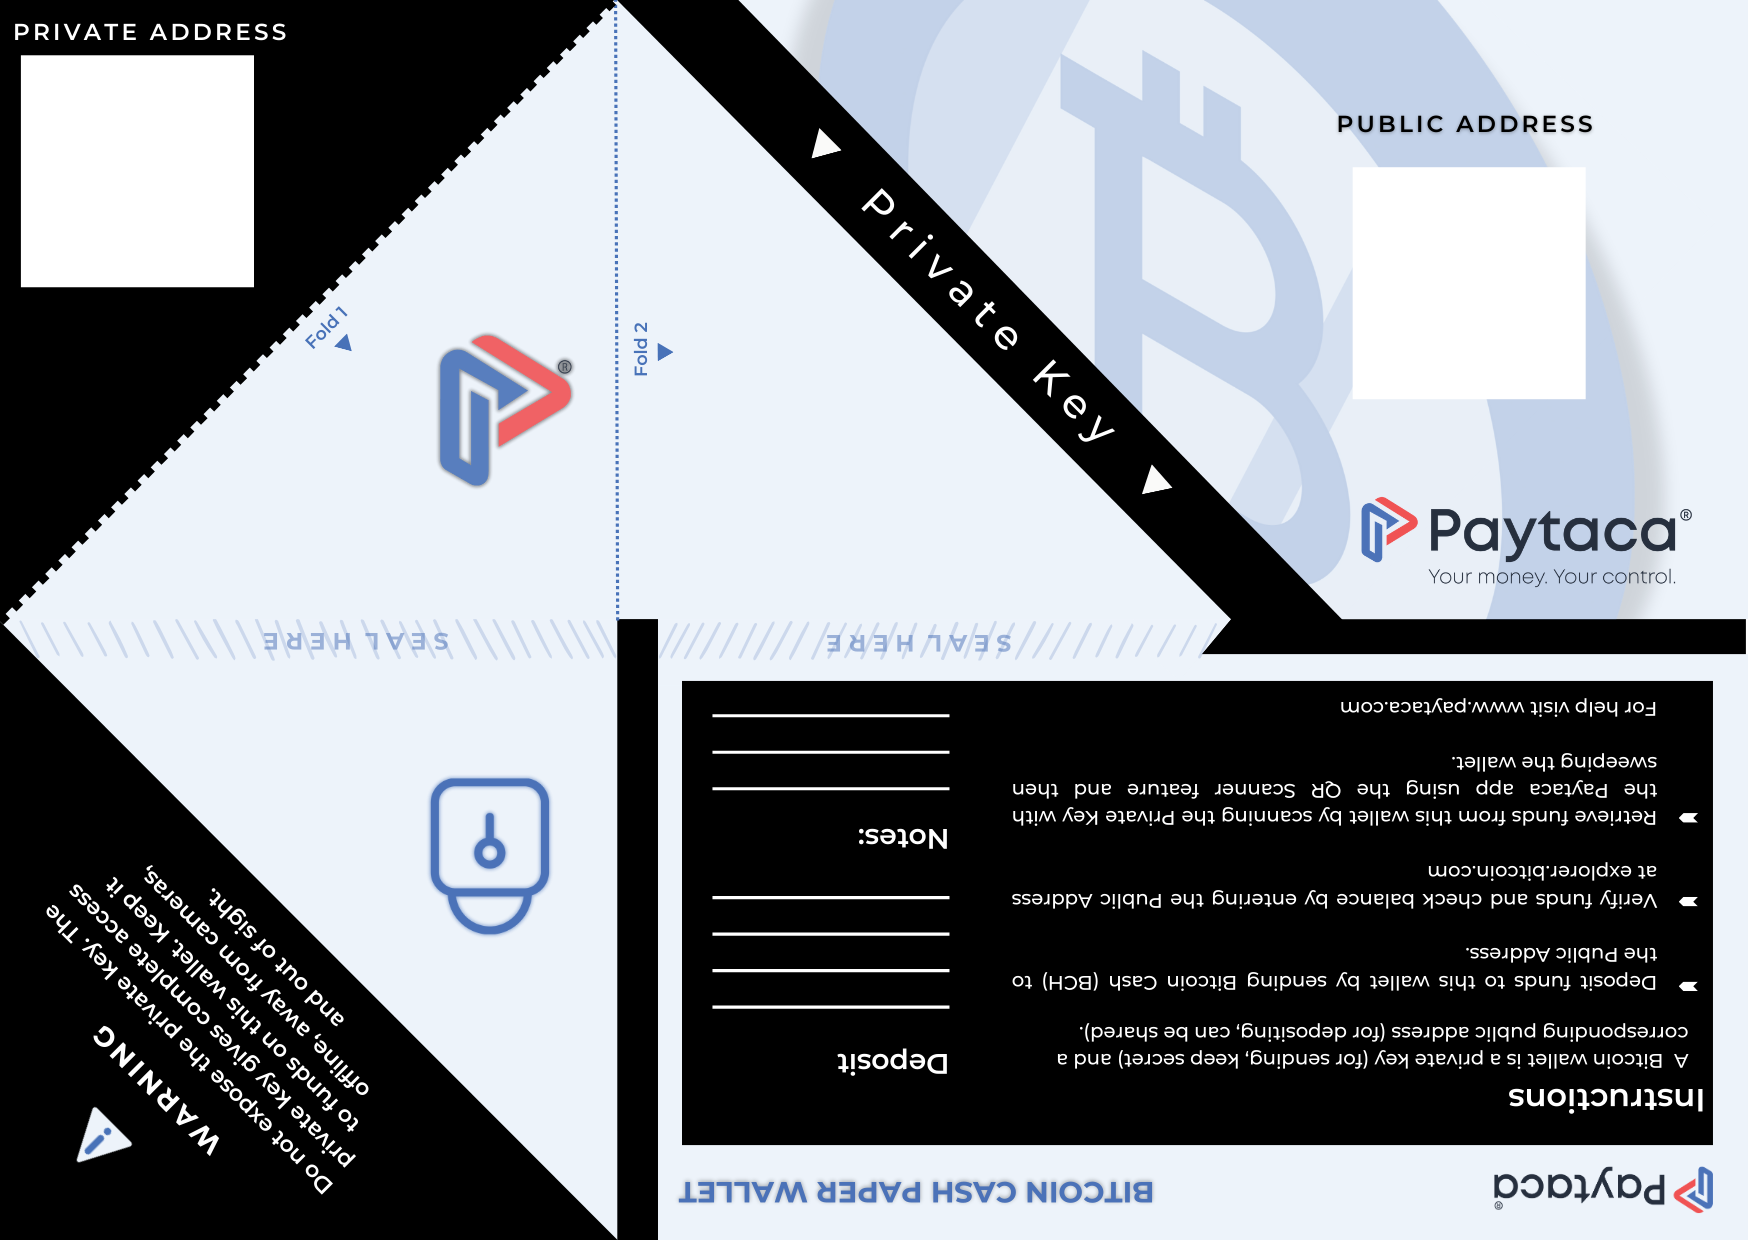 PRIVATE ADDRESS
Fold 1
Fold 2
®
Private Key
PUBLIC ADDRESS
Paytaca®
Your money. Your control.
SEAL HERE
SEAL HERE
WARNING
Do not expose the private key. The
private key gives complete access
to funds on this wallet. Keep it
offline, away from cameras,
and out of sight.
Paytaca®
BITCOIN CASH PAPER WALLET
Instructions
A Bitcoin wallet is a private key (for sending, keep secret) and a
corresponding public address (for depositing, can be shared).
Deposit funds to this wallet by sending Bitcoin Cash (BCH) to
the Public Address.
Verify funds and check balance by entering the Public Address
at explorer.bitcoin.com
Retrieve funds from this wallet by scanning the Private Key with
the Paytaca app using the QR Scanner feature and then
sweeping the wallet.
For help visit www.paytaca.com
Deposit
Notes: